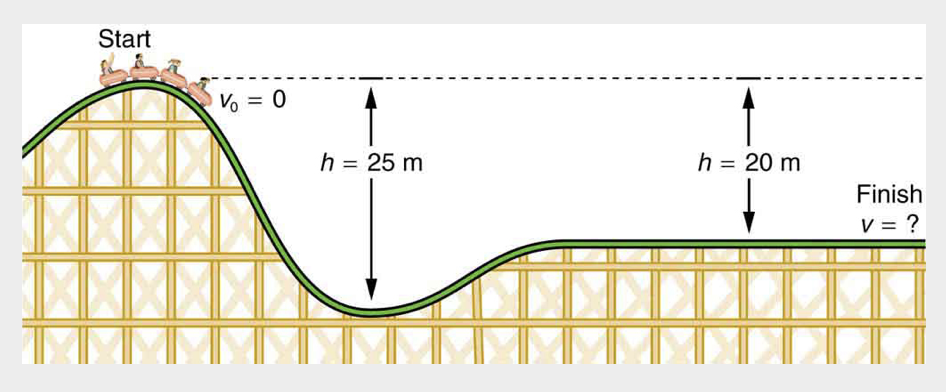 Start
v₀ = 0
h = 25 m
h = 20 m
Finish
v = ?